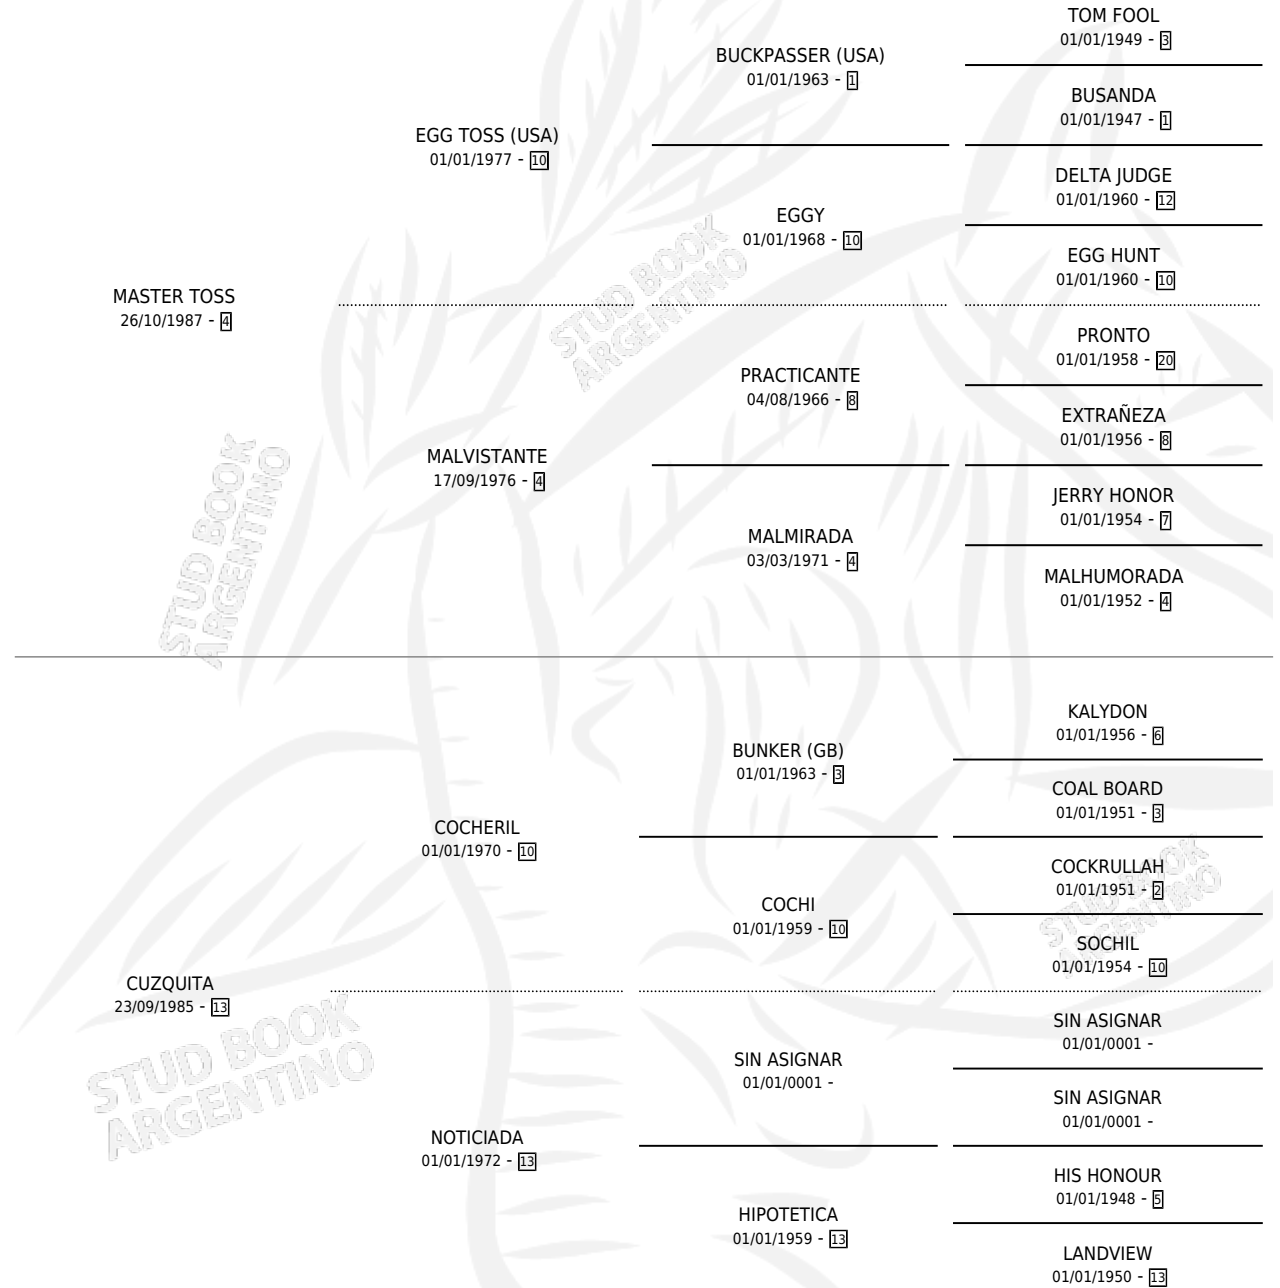 TOM FOOL
01/01/1949 - 3
BUCKPASSER (USA)
01/01/1963 - 1
BUSANDA
01/01/1947 - 1
EGG TOSS (USA)
01/01/1977 - 10
DELTA JUDGE
01/01/1960 - 12
EGGY
01/01/1968 - 10
EGG HUNT
01/01/1960 - 10
MASTER TOSS
26/10/1987 - 4
PRONTO
01/01/1958 - 20
PRACTICANTE
04/08/1966 - 8
EXTRAÑEZA
01/01/1956 - 8
MALVISTANTE
17/09/1976 - 4
JERRY HONOR
01/01/1954 - 7
MALMIRADA
03/03/1971 - 4
MALHUMORADA
01/01/1952 - 4
KALYDON
01/01/1956 - 6
BUNKER (GB)
01/01/1963 - 3
COAL BOARD
01/01/1951 - 3
COCHERIL
01/01/1970 - 10
COCKRULLAH
01/01/1951 - 2
COCHI
01/01/1959 - 10
SOCHIL
01/01/1954 - 10
CUZQUITA
23/09/1985 - 13
SIN ASIGNAR
01/01/0001 -
SIN ASIGNAR
01/01/0001 -
SIN ASIGNAR
01/01/0001 -
NOTICIADA
01/01/1972 - 13
HIS HONOUR
01/01/1948 - 5
HIPOTETICA
01/01/1959 - 13
LANDVIEW
01/01/1950 - 13
STUD BOOK
ARGENTINO
STUD BOOK
ARGENTINO
STUD BOOK
ARGENTINO
STUD BOOK
ARGENTINO